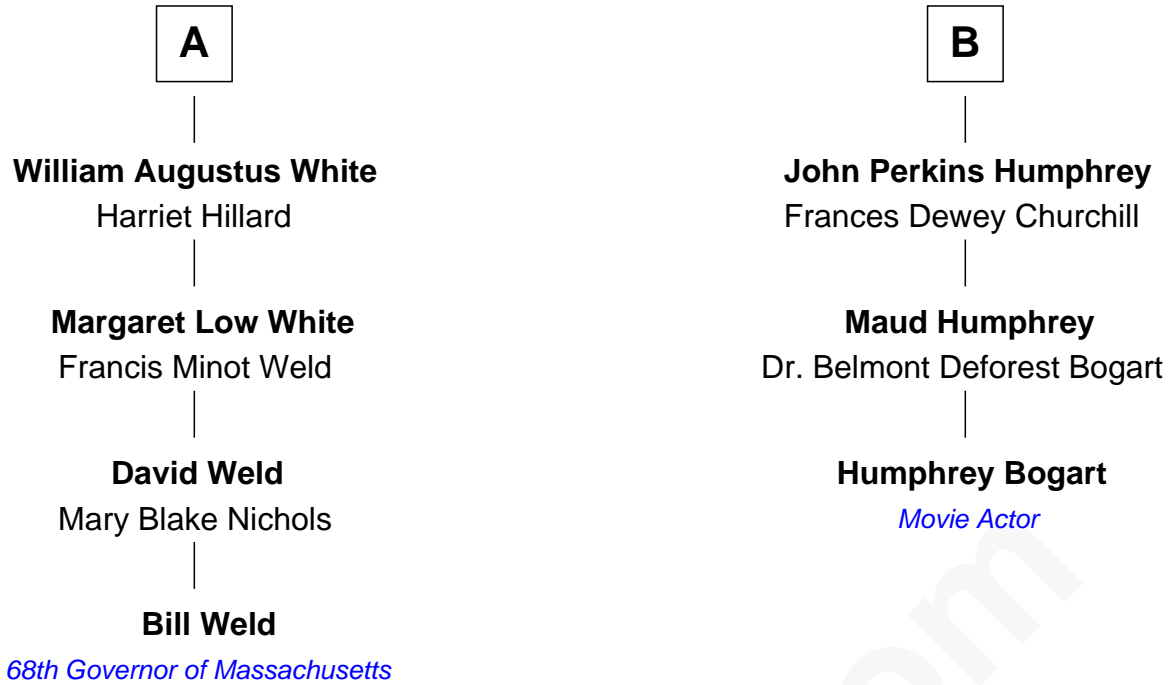 A
William Augustus White
Harriet Hillard
Margaret Low White
Francis Minot Weld
David Weld
Mary Blake Nichols
Bill Weld
68th Governor of Massachusetts
B
John Perkins Humphrey
Frances Dewey Churchill
Maud Humphrey
Dr. Belmont Deforest Bogart
Humphrey Bogart
Movie Actor
om